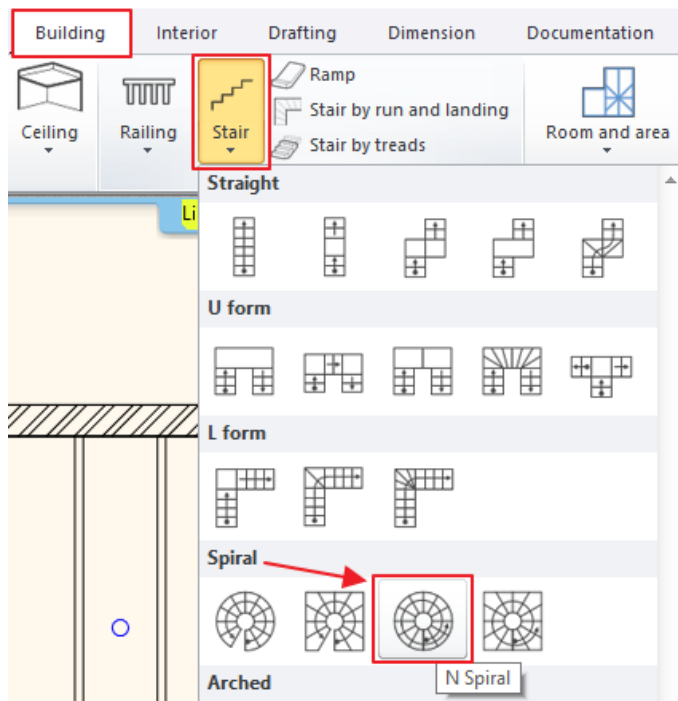 Building Interior Drafting Dimension Documentation
Ramp
Stair by run and landing
Ceiling Railing Stair Room and area
Stair by treads
Straight
Li
U form
L form
Spiral
N Spiral
Arched